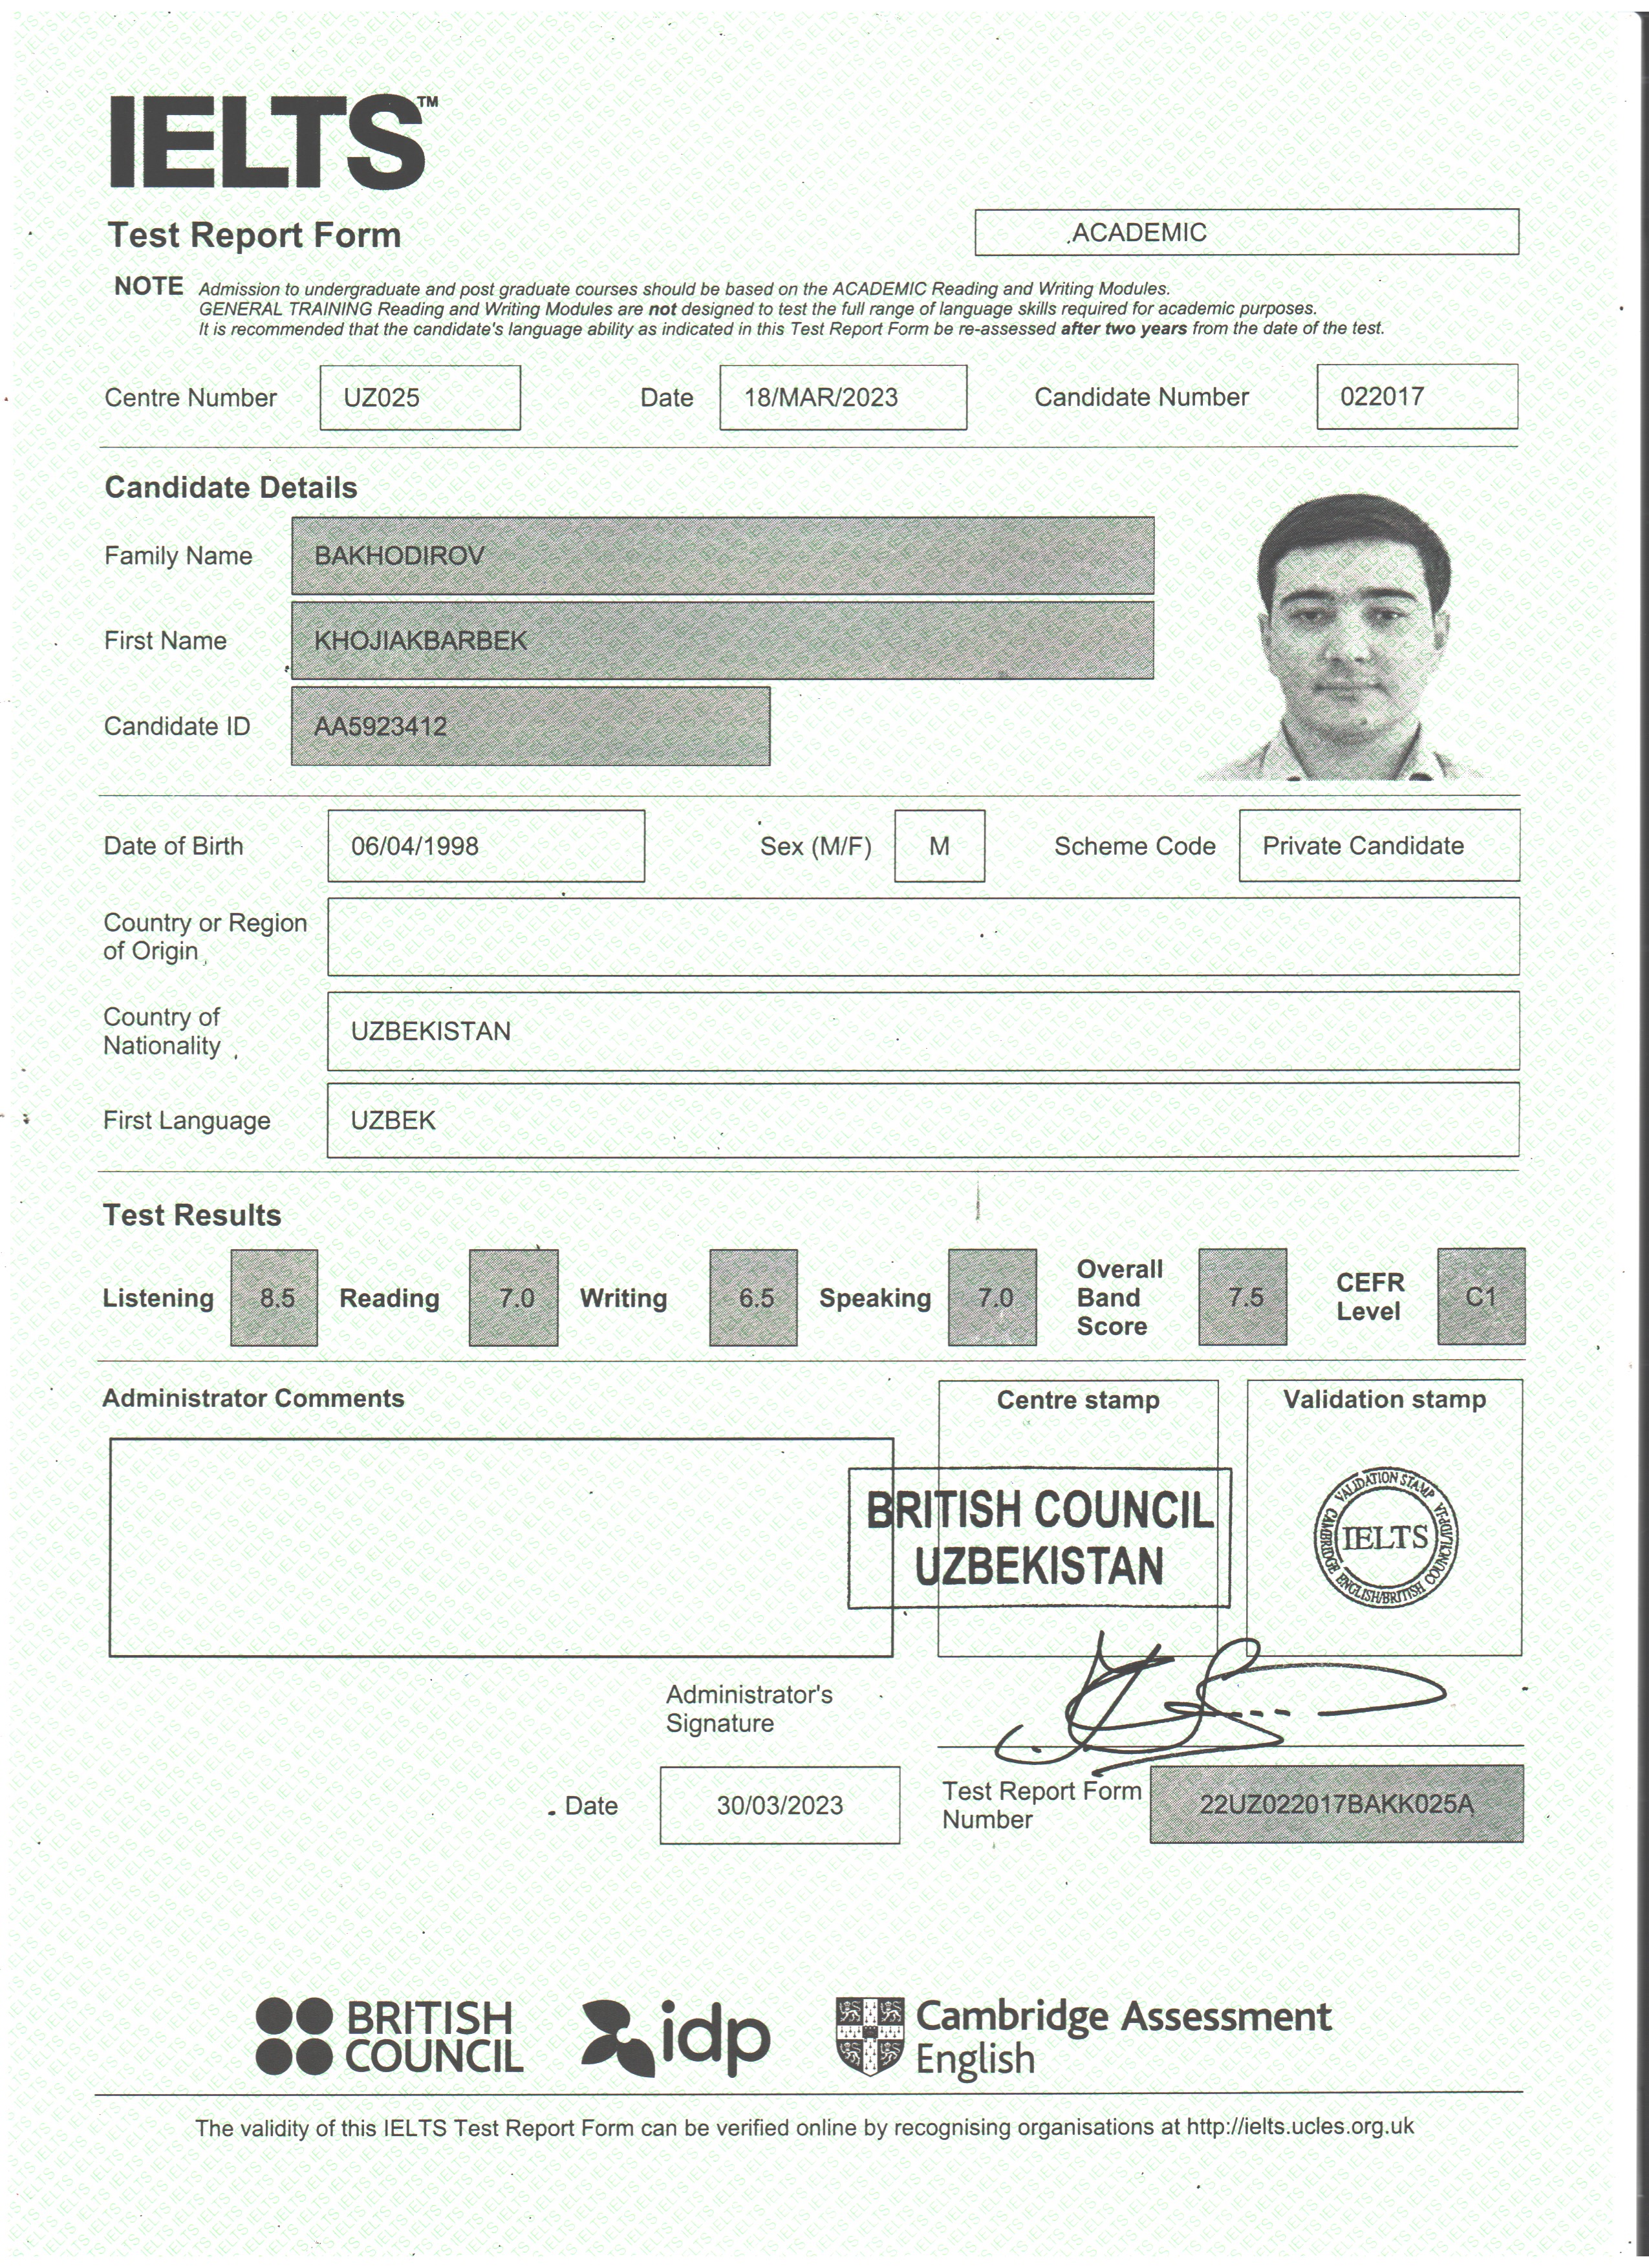 IELTS™
Test Report Form
ACADEMIC
NOTE Admission to undergraduate and post graduate courses should be based on the ACADEMIC Reading and Writing Modules.
GENERAL TRAINING Reading and Writing Modules are not designed to test the full range of language skills required for academic purposes.
It is recommended that the candidate's language ability as indicated in this Test Report Form be re-assessed after two years from the date of the test.
Centre Number UZ025 Date 18/MAR/2023 Candidate Number 022017
Candidate Details
Family Name BAKHODIROV
First Name KHOJIAKBARBEK
Candidate ID AA5923412
Date of Birth 06/04/1998 Sex (M/F) M Scheme Code Private Candidate
Country or Region
of Origin
Country of
Nationality UZBEKISTAN
First Language UZBEK
Test Results
Listening 8.5 Reading 7.0 Writing 6.5 Speaking 7.0 Overall Band Score 7.5 CEFR Level C1
Administrator Comments
Centre stamp
Validation stamp
BRITISH COUNCIL
UZBEKISTAN
VALIDATION STAMP
CAMBRIDGE ENGLISH/BRITISH COUNCIL/IDP:IA
IELTS
Administrator's
Signature
Date 30/03/2023
Test Report Form
Number 22UZ022017BAKK025A
BRITISH
COUNCIL
idp
Cambridge Assessment
English
The validity of this IELTS Test Report Form can be verified online by recognising organisations at http://ielts.ucles.org.uk